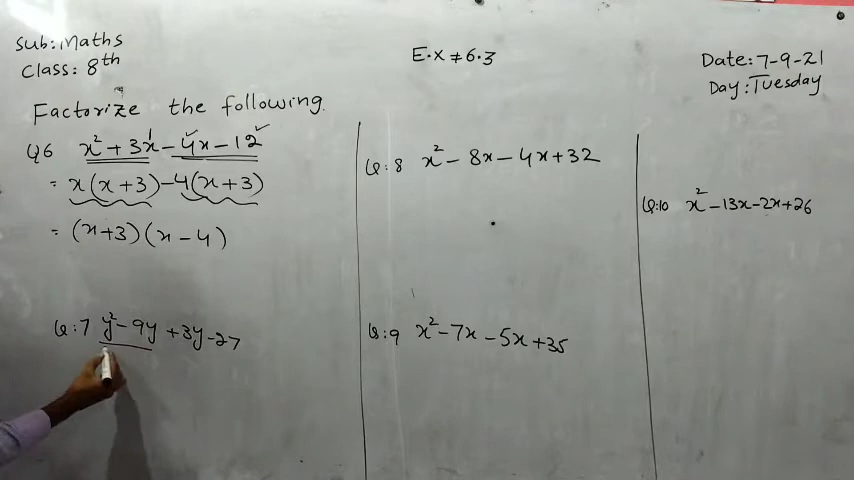 Sub: Maths
Class: 8th
E.x ≠ 6.3
Date: 7-9-21
Day: Tuesday
Factorize the following.
Q6 x² + 3x - 4x - 12
= x(x+3) - 4(x+3)
= (x+3)(x-4)
Q:7 y² - 9y + 3y - 27
Q:8 x² - 8x - 4x + 32
Q:9 x² - 7x - 5x + 35
Q:10 x² - 13x - 2x + 26